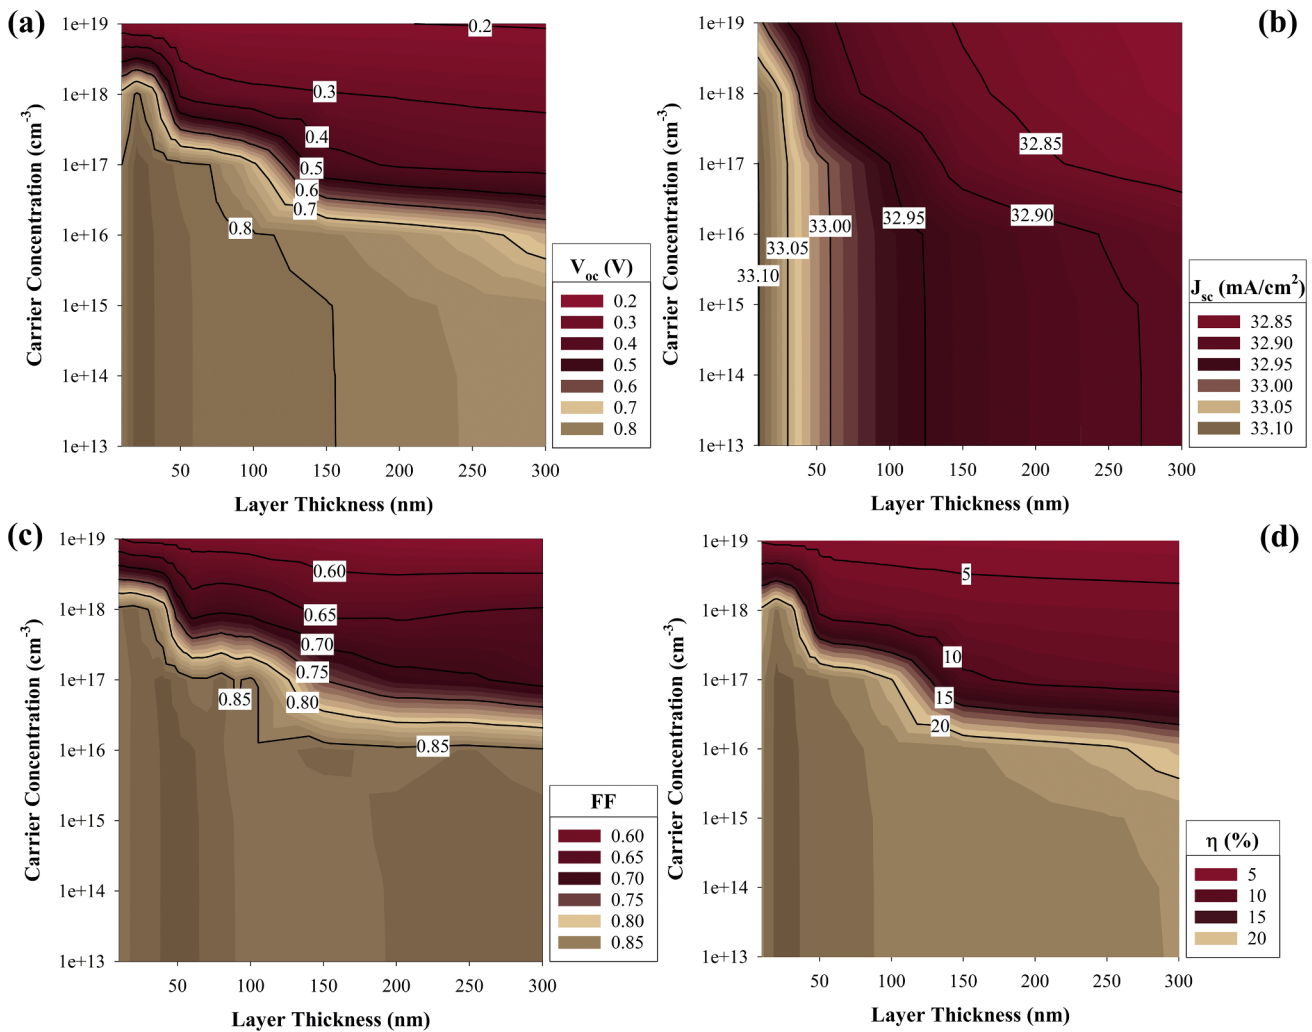 (a)
1e+19
1e+18
1e+17
1e+16
1e+15
1e+14
1e+13
Carrier Concentration (cm-3)
0.2
0.3
0.4
0.5
0.6
0.7
0.8
50 100 150 200 250 300
Layer Thickness (nm)
Voc (V)
0.2
0.3
0.4
0.5
0.6
0.7
0.8
(b)
1e+19
1e+18
1e+17
1e+16
1e+15
1e+14
1e+13
Carrier Concentration (cm-3)
32.85
32.90
32.95
33.00
33.05
33.10
50 100 150 200 250 300
Layer Thickness (nm)
Jsc (mA/cm2)
32.85
32.90
32.95
33.00
33.05
33.10
(c)
1e+19
1e+18
1e+17
1e+16
1e+15
1e+14
1e+13
Carrier Concentration (cm-3)
0.60
0.65
0.70
0.75
0.80
0.85
0.85
50 100 150 200 250 300
Layer Thickness (nm)
FF
0.60
0.65
0.70
0.75
0.80
0.85
(d)
1e+19
1e+18
1e+17
1e+16
1e+15
1e+14
1e+13
Carrier Concentration (cm-3)
5
10
15
20
50 100 150 200 250 300
Layer Thickness (nm)
η (%)
5
10
15
20